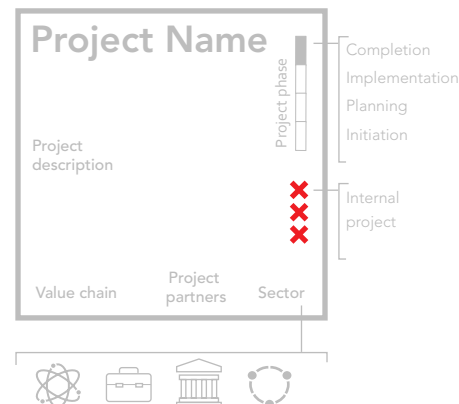 Project Name
Project phase
Completion
Implementation
Planning
Initiation
Project
description
Internal
project
Value chain
Project
partners
Sector